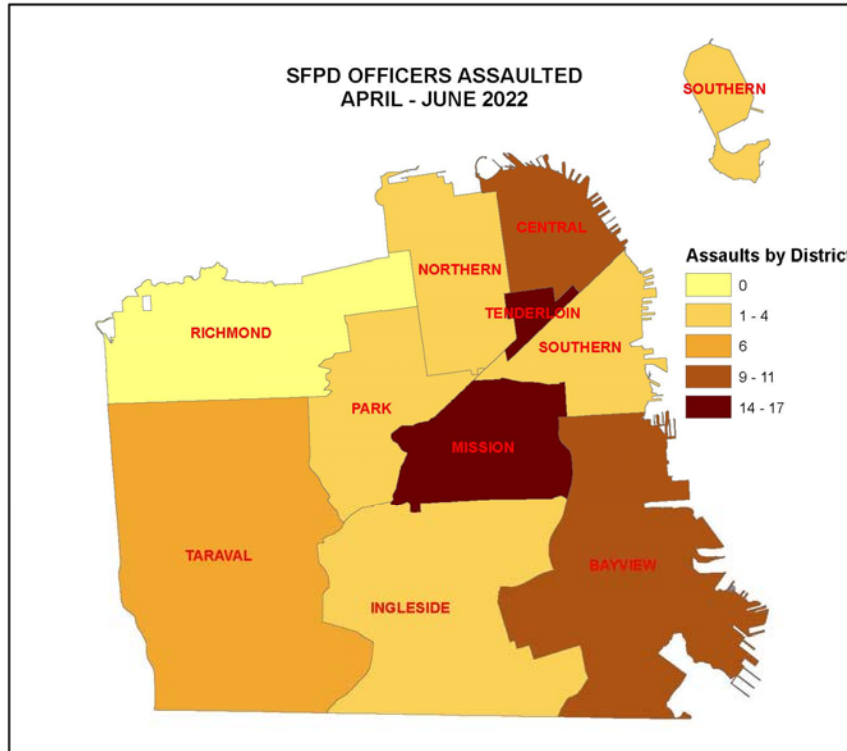 SFPD OFFICERS ASSAULTED
APRIL - JUNE 2022
SOUTHERN
CENTRAL
NORTHERN
Assaults by District
0
1 - 4
6
9 - 11
14 - 17
TENDERLOIN
RICHMOND
SOUTHERN
PARK
MISSION
TARAVAL
BAYVIEW
INGLESIDE